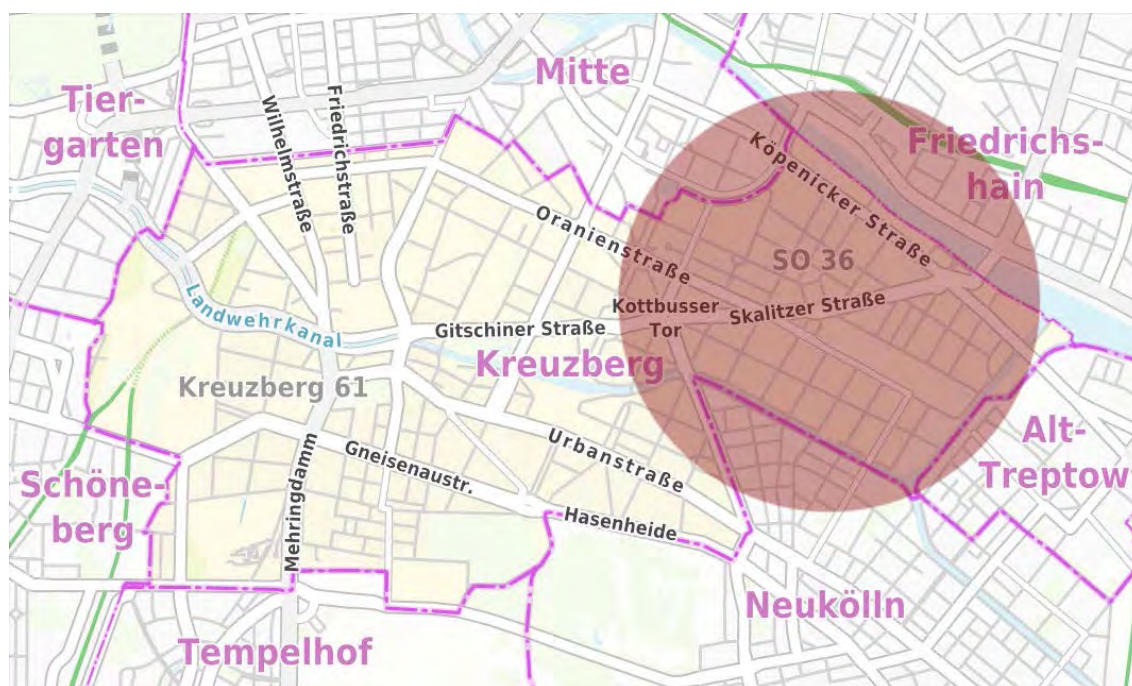 Mitte
Tier-
garten
Wilhelmstraße
Friedrichstraße
Friedrichs-
hain
Köpenicker Straße
Oranienstraße
SO 36
Landwehrkanal
Gitschiner Straße
Kottbusser
Tor
Skalitzer Straße
Kreuzberg
Kreuzberg 61
Mehringdamm
Gneisenaustr.
Urbanstraße
Hasenheide
Alt-
Treptow
Schöne-
berg
Neukölln
Tempelhof